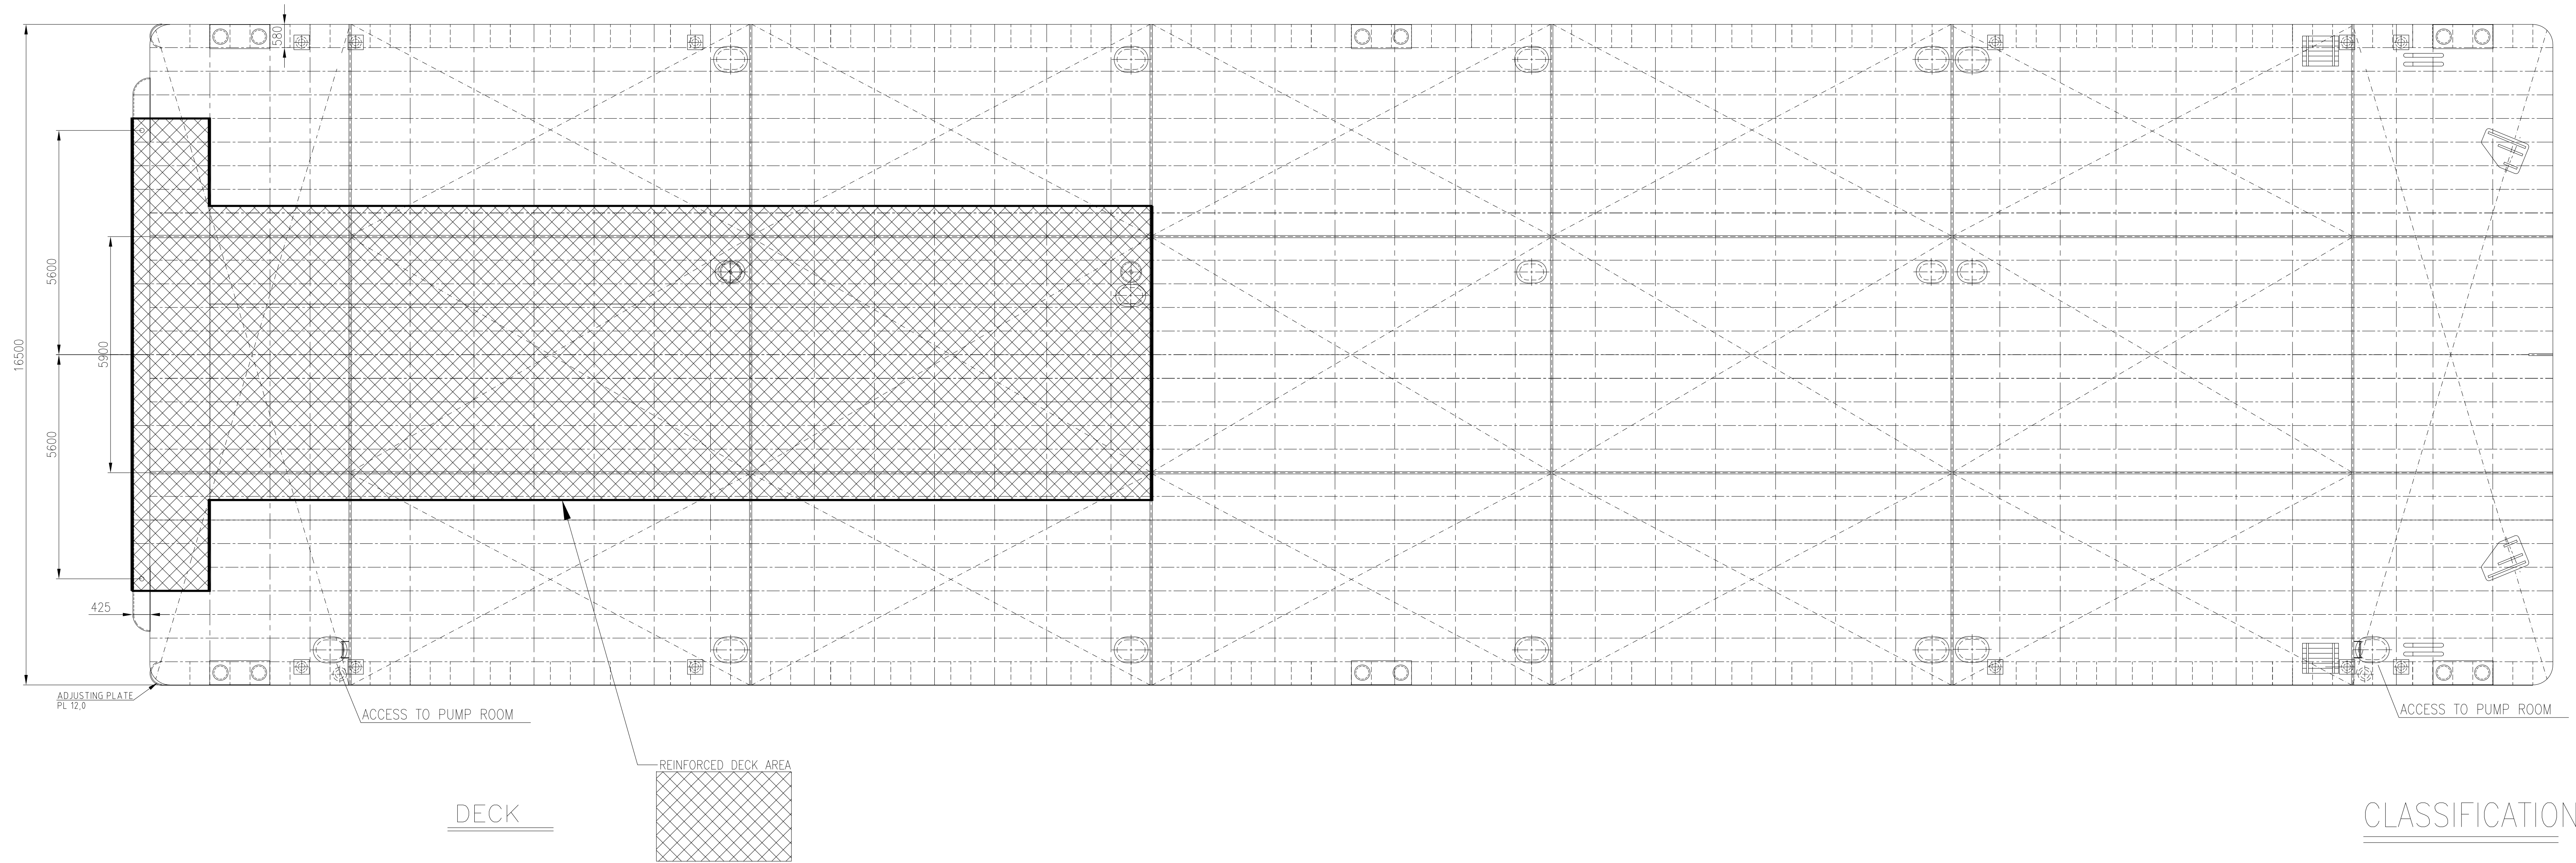 580
16500
5600
5900
5600
425
ADJUSTING PLATE
PL 12,0
ACCESS TO PUMP ROOM
ACCESS TO PUMP ROOM
REINFORCED DECK AREA
DECK
CLASSIFICATION